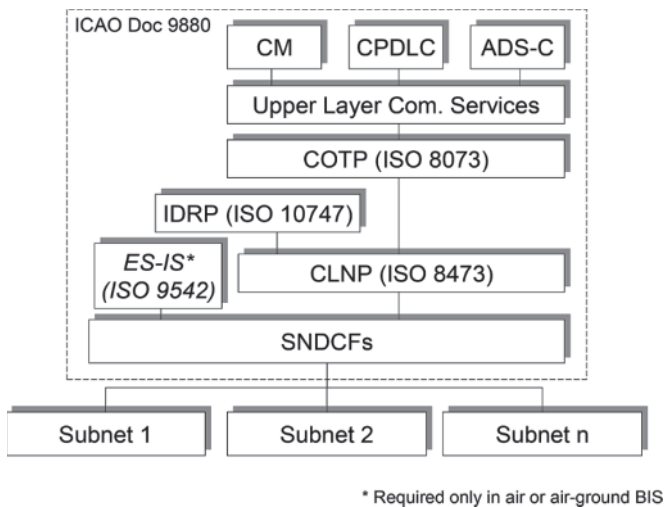 ICAO Doc 9880
CM
CPDLC
ADS-C
Upper Layer Com. Services
COTP (ISO 8073)
IDRP (ISO 10747)
ES-IS*
(ISO 9542)
CLNP (ISO 8473)
SNDCFs
Subnet 1
Subnet 2
Subnet n
* Required only in air or air-ground BIS